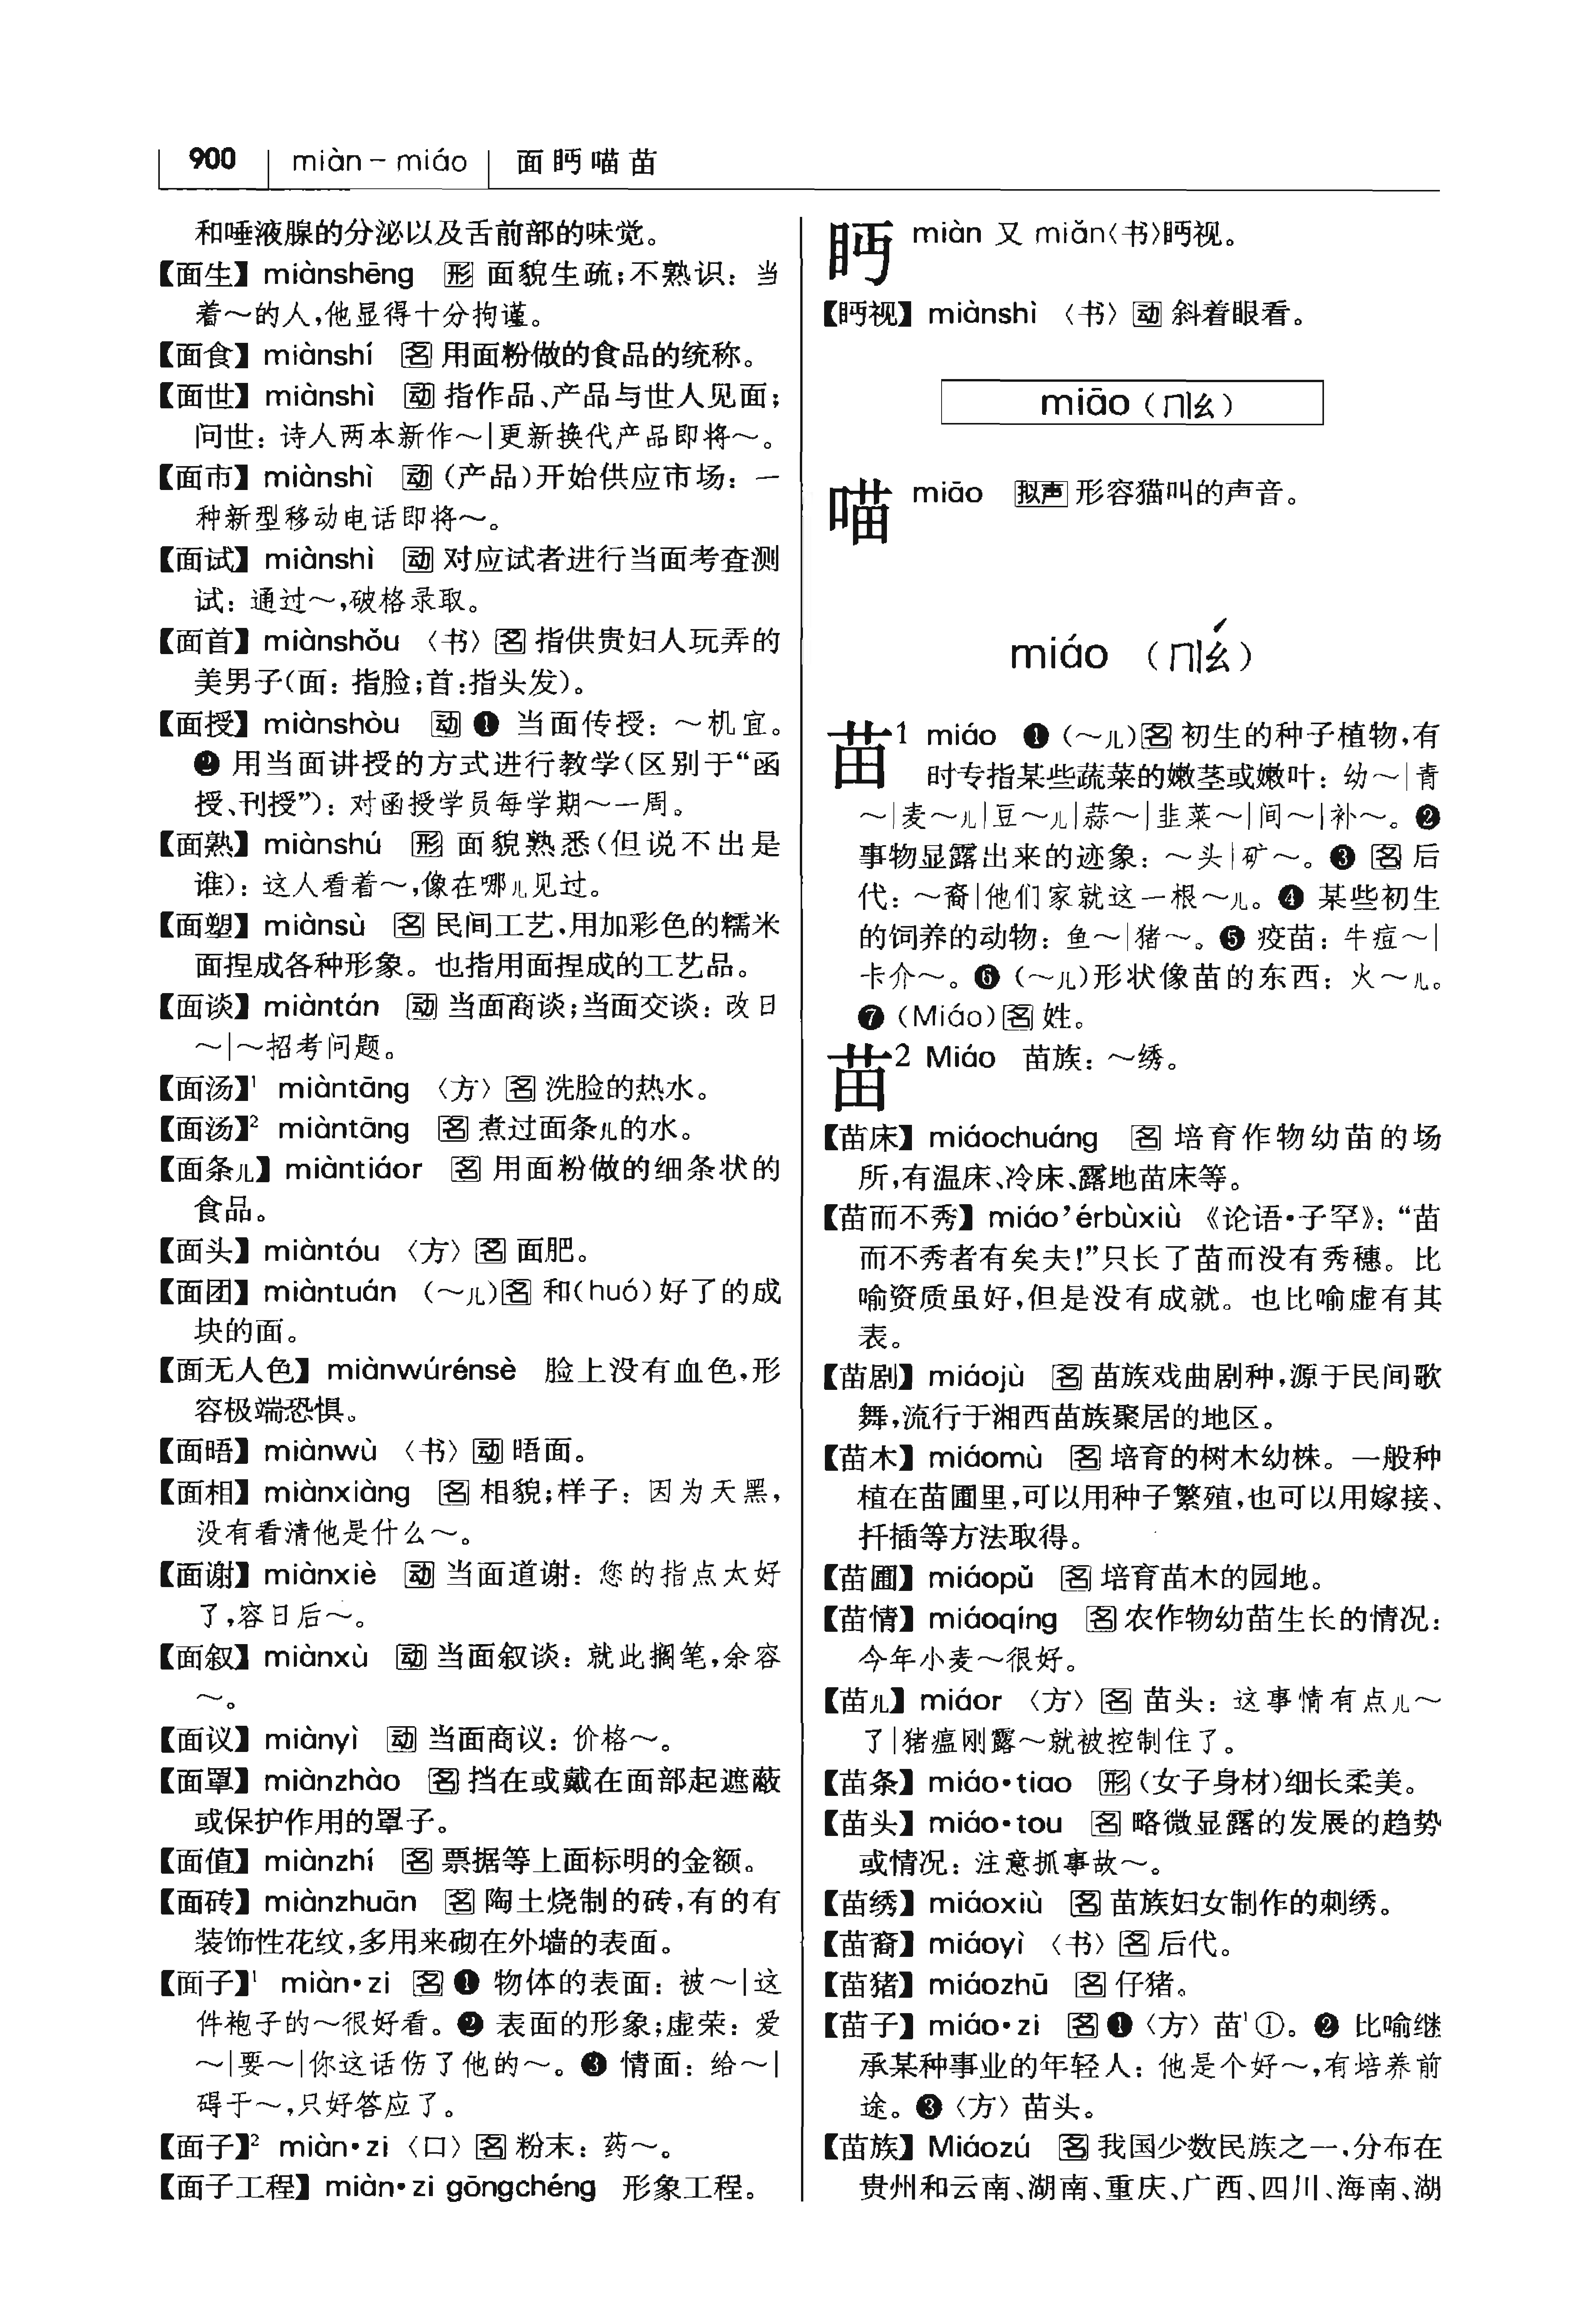 900 miàn－miáo 面眄喵苗
和唾液腺的分泌以及舌前部的味觉。
【面生】miànshēng 形 面貌生疏；不熟识：当
着～的人，他显得十分拘谨。
【面食】miànshí 名 用面粉做的食品的统称。
【面世】miànshì 动 指作品、产品与世人见面；
问世：诗人两本新作～|更新换代产品即将～。
【面市】miànshì 动（产品）开始供应市场：一
种新型移动电话即将～。
【面试】miànshì 动 对应试者进行当面考查测
试：通过～，破格录取。
【面首】miànshǒu〈书〉名 指供贵妇人玩弄的
美男子（面：指脸；首：指头发）。
【面授】miànshòu 动 ❶ 当面传授：～机宜。
❷ 用当面讲授的方式进行教学（区别于“函
授、刊授”）：对函授学员每学期～一周。
【面熟】miànshú 形 面貌熟悉（但说不出是
谁）：这人看着～，像在哪儿见过。
【面塑】miànsù 名 民间工艺，用加彩色的糯米
面捏成各种形象。也指用面捏成的工艺品。
【面谈】miàntán 动 当面商谈；当面交谈：改日
～|～招考问题。
【面汤】¹ miàntāng〈方〉名 洗脸的热水。
【面汤】² miàntāng 名 煮过面条儿的水。
【面条儿】miàntiáor 名 用面粉做的细条状的
食品。
【面头】miàntóu〈方〉名 面肥。
【面团】miàntuán（～儿）名 和（huó）好了的成
块的面。
【面无人色】miànwúrénsè 脸上没有血色，形
容极端恐惧。
【面晤】miànwù〈书〉动 晤面。
【面相】miànxiàng 名 相貌；样子：因为天黑，
没有看清他是什么～。
【面谢】miànxiè 动 当面道谢：您的指点太好
了，容日后～。
【面叙】miànxù 动 当面叙谈：就此搁笔，余容
～。
【面议】miànyì 动 当面商议：价格～。
【面罩】miànzhào 名 挡在或戴在面部起遮蔽
或保护作用的罩子。
【面值】miànzhí 名 票据等上面标明的金额。
【面砖】miànzhuān 名 陶土烧制的砖，有的有
装饰性花纹，多用来砌在外墙的表面。
【面子】¹ miàn·zi 名 ❶ 物体的表面：被～|这
件袍子的～很好看。❷ 表面的形象；虚荣：爱
～|要～|你这话伤了他的～。❸ 情面：给～|
碍于～，只好答应了。
【面子】² miàn·zi〈口〉名 粉末：药～。
【面子工程】miàn·zi gōngchéng 形象工程。
眄 miàn 又 miǎn〈书〉眄视。
【眄视】miànshì〈书〉动 斜着眼看。
miāo（ㄇㄧㄠ）
喵 miāo 拟声 形容猫叫的声音。
miáo（ㄇㄧㄠˊ）
苗¹ miáo ❶（～儿）名 初生的种子植物，有
时专指某些蔬菜的嫩茎或嫩叶：幼～|青
～|麦～儿|豆～儿|蒜～|韭菜～|间～|补～。❷
事物显露出来的迹象：～头|矿～。❸ 名 后
代：～裔|他们家就这一根～儿。❹ 某些初生
的饲养的动物：鱼～|猪～。❺ 疫苗：牛痘～|
卡介～。❻（～儿）形状像苗的东西：火～儿。
❼（Miáo）名 姓。
苗² Miáo 苗族：～绣。
【苗床】miáochuáng 名 培育作物幼苗的场
所，有温床、冷床、露地苗床等。
【苗而不秀】miáo’érbùxiù《论语·子罕》：“苗
而不秀者有矣夫！”只长了苗而没有秀穗。比
喻资质虽好，但是没有成就。也比喻虚有其
表。
【苗剧】miáojù 名 苗族戏曲剧种，源于民间歌
舞，流行于湘西苗族聚居的地区。
【苗木】miáomù 名 培育的树木幼株。一般种
植在苗圃里，可以用种子繁殖，也可以用嫁接、
扦插等方法取得。
【苗圃】miáopǔ 名 培育苗木的园地。
【苗情】miáoqíng 名 农作物幼苗生长的情况：
今年小麦～很好。
【苗儿】miáor〈方〉名 苗头：这事情有点儿～
了|猪瘟刚露～就被控制住了。
【苗条】miáo·tiao 形（女子身材）细长柔美。
【苗头】miáo·tou 名 略微显露的发展的趋势
或情况：注意抓事故～。
【苗绣】miáoxiù 名 苗族妇女制作的刺绣。
【苗裔】miáoyì〈书〉名 后代。
【苗猪】miáozhū 名 仔猪。
【苗子】miáo·zi 名 ❶〈方〉苗¹①。❷ 比喻继
承某种事业的年轻人：他是个好～，有培养前
途。❸〈方〉苗头。
【苗族】Miáozú 名 我国少数民族之一，分布在
贵州和云南、湖南、重庆、广西、四川、海南、湖